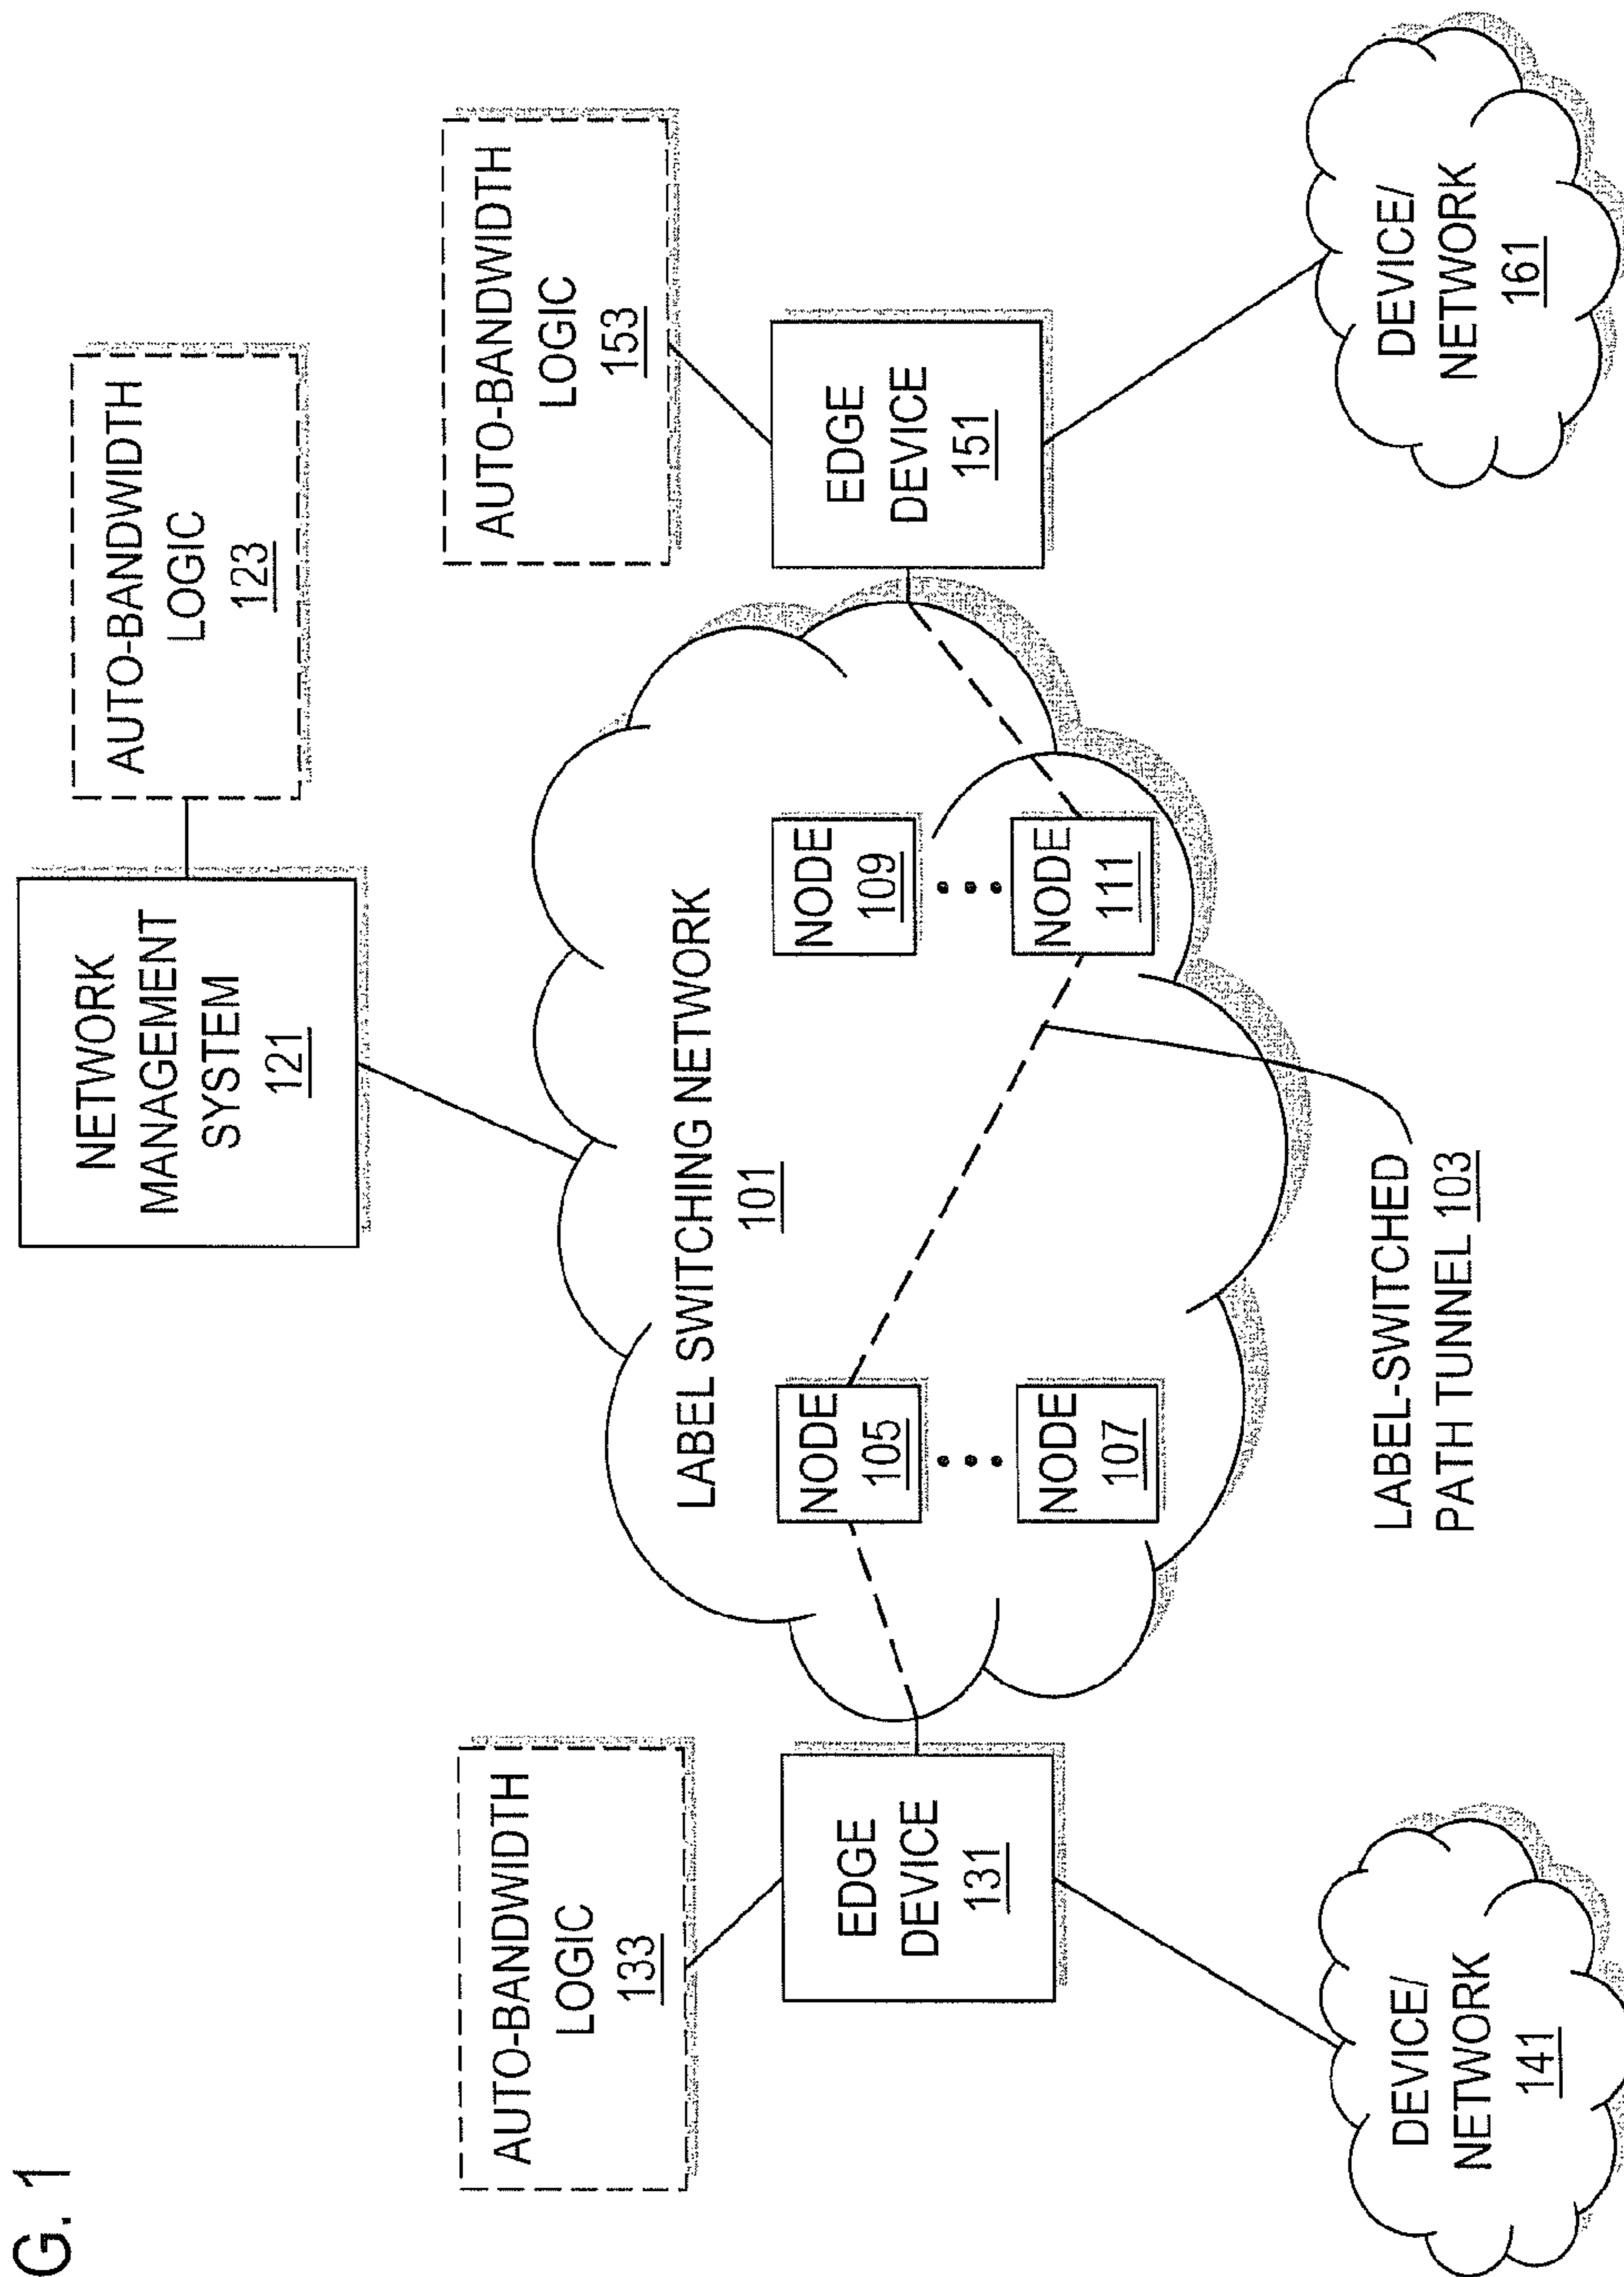 G. 1
NETWORK
MANAGEMENT
SYSTEM
121
AUTO-BANDWIDTH
LOGIC
123
AUTO-BANDWIDTH
LOGIC
133
AUTO-BANDWIDTH
LOGIC
153
LABEL SWITCHING NETWORK
101
EDGE
DEVICE
131
NODE
105
NODE
107
NODE
109
NODE
111
EDGE
DEVICE
151
LABEL-SWITCHED
PATH TUNNEL 103
DEVICE/
NETWORK
141
DEVICE/
NETWORK
161